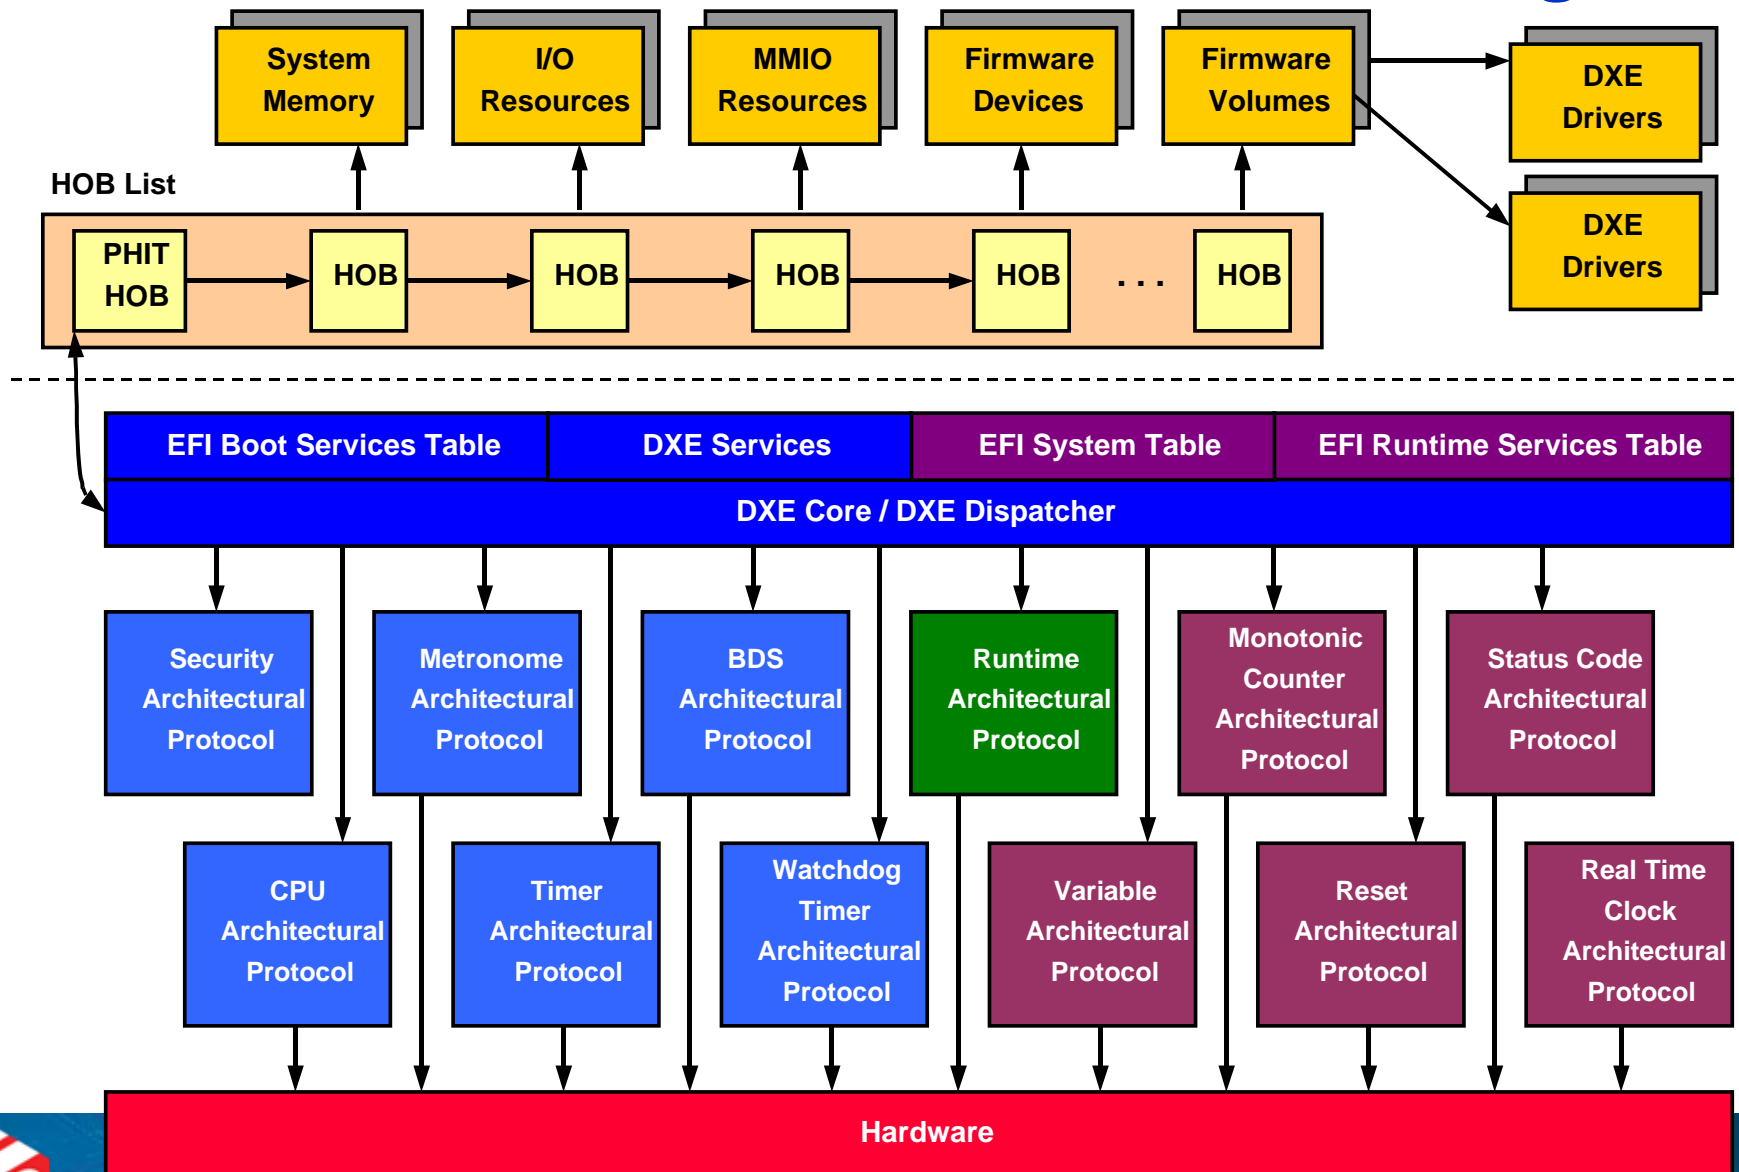 System
Memory
I/O
Resources
MMIO
Resources
Firmware
Devices
Firmware
Volumes
DXE
Drivers
DXE
Drivers
HOB List
PHIT
HOB
HOB
HOB
HOB
HOB
. . .
HOB
EFI Boot Services Table
DXE Services
EFI System Table
EFI Runtime Services Table
DXE Core / DXE Dispatcher
Security
Architectural
Protocol
Metronome
Architectural
Protocol
BDS
Architectural
Protocol
Runtime
Architectural
Protocol
Monotonic
Counter
Architectural
Protocol
Status Code
Architectural
Protocol
CPU
Architectural
Protocol
Timer
Architectural
Protocol
Watchdog
Timer
Architectural
Protocol
Variable
Architectural
Protocol
Reset
Architectural
Protocol
Real Time
Clock
Architectural
Protocol
Hardware